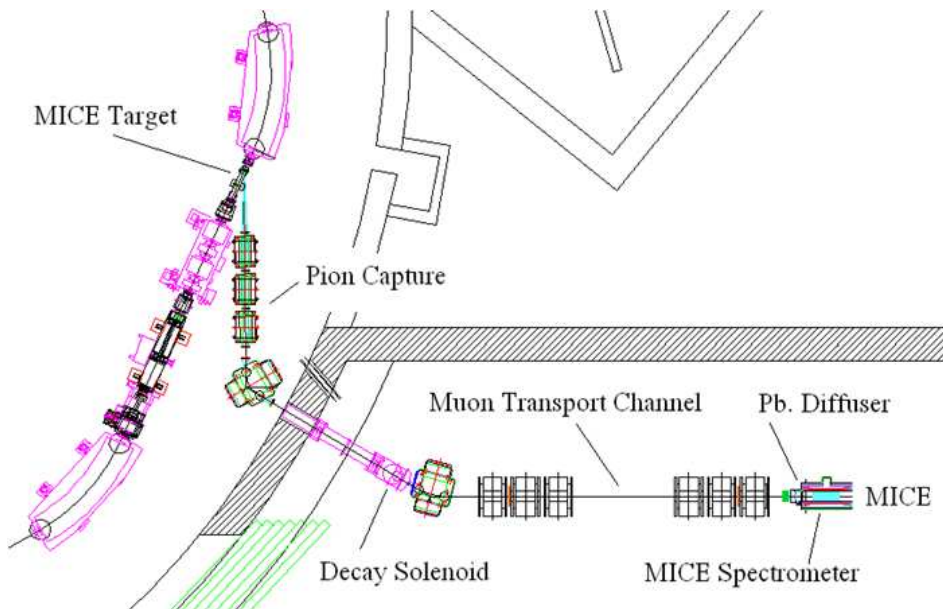 MICE Target
Pion Capture
Muon Transport Channel
Pb. Diffuser
MICE
Decay Solenoid
MICE Spectrometer